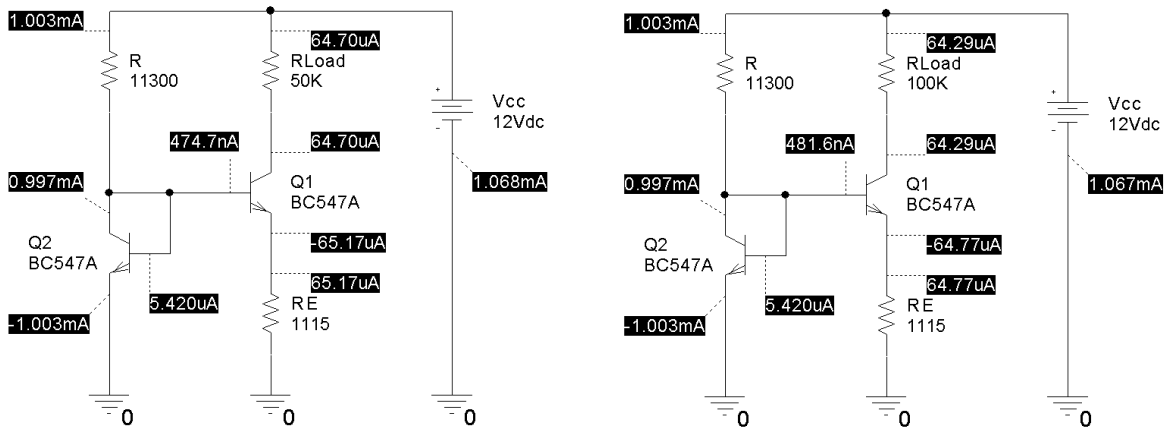 1.003mA
64.70uA
R
11300
RLoad
50K
Vcc
12Vdc
474.7nA
64.70uA
1.068mA
0.997mA
Q1
BC547A
Q2
BC547A
-65.17uA
5.420uA
65.17uA
-1.003mA
RE
1115
0
0
0
1.003mA
64.29uA
R
11300
RLoad
100K
Vcc
12Vdc
481.6nA
64.29uA
1.067mA
0.997mA
Q1
BC547A
Q2
BC547A
-64.77uA
5.420uA
64.77uA
-1.003mA
RE
1115
0
0
0